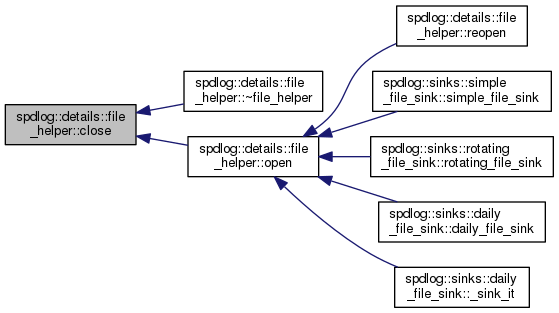 spdlog::details::file
_helper::close
spdlog::details::file
_helper::~file_helper
spdlog::details::file
_helper::open
spdlog::details::file
_helper::reopen
spdlog::sinks::simple
_file_sink::simple_file_sink
spdlog::sinks::rotating
_file_sink::rotating_file_sink
spdlog::sinks::daily
_file_sink::daily_file_sink
spdlog::sinks::daily
_file_sink::_sink_it